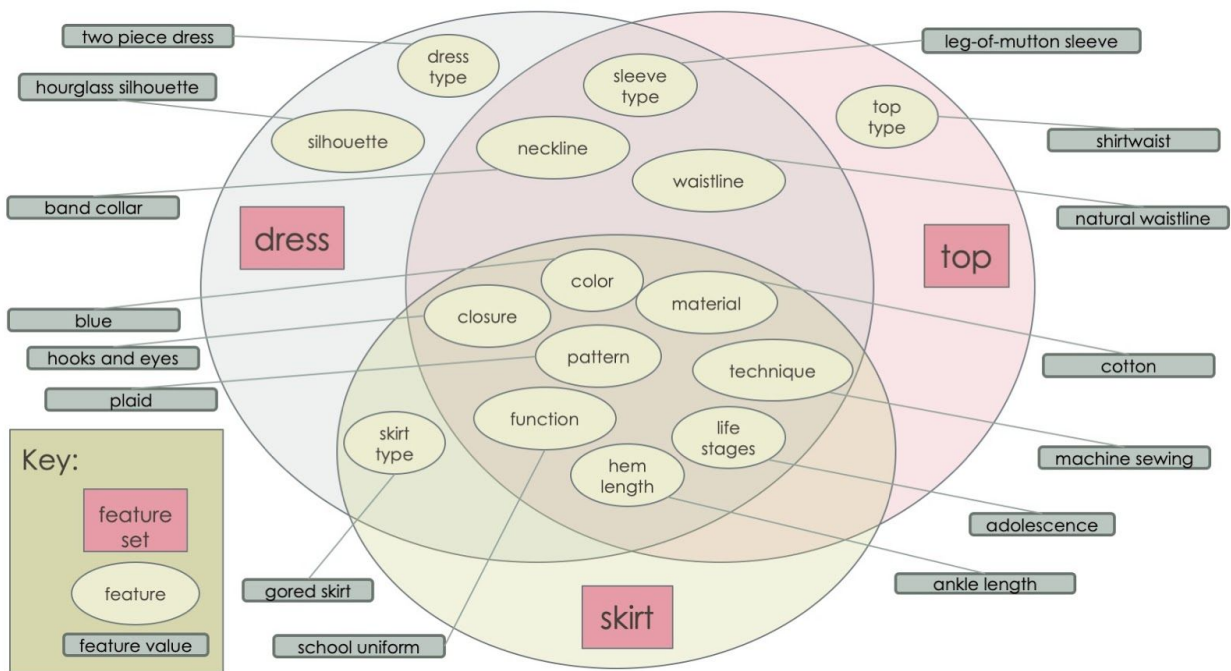 two piece dress
dress
type
sleeve
type
leg-of-mutton sleeve
hourglass silhouette
silhouette
neckline
top
type
shirtwaist
waistline
band collar
natural waistline
dress
top
color
material
blue
closure
hooks and eyes
pattern
technique
cotton
plaid
function
life
stages
skirt
type
hem
length
machine sewing
adolescence
ankle length
gored skirt
school uniform
skirt
Key:
feature
set
feature
feature value